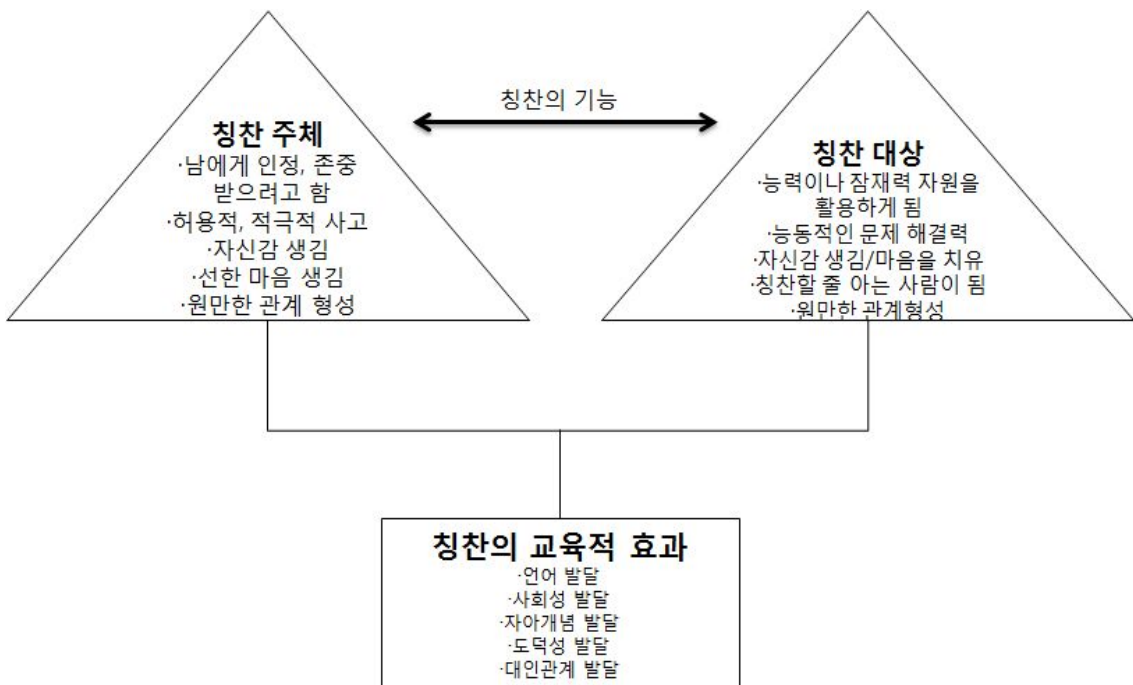 칭찬의 기능
칭찬 주체
·남에게 인정, 존중
받으려고 함
·허용적, 적극적 사고
·자신감 생김
·선한 마음 생김
·원만한 관계 형성
칭찬 대상
·능력이나 잠재력 자원을
활용하게 됨
·능동적인 문제 해결력
·자신감 생김/마음을 치유
·칭찬할 줄 아는 사람이 됨
·원만한 관계형성
칭찬의 교육적 효과
·언어 발달
·사회성 발달
·자아개념 발달
·도덕성 발달
·대인관계 발달